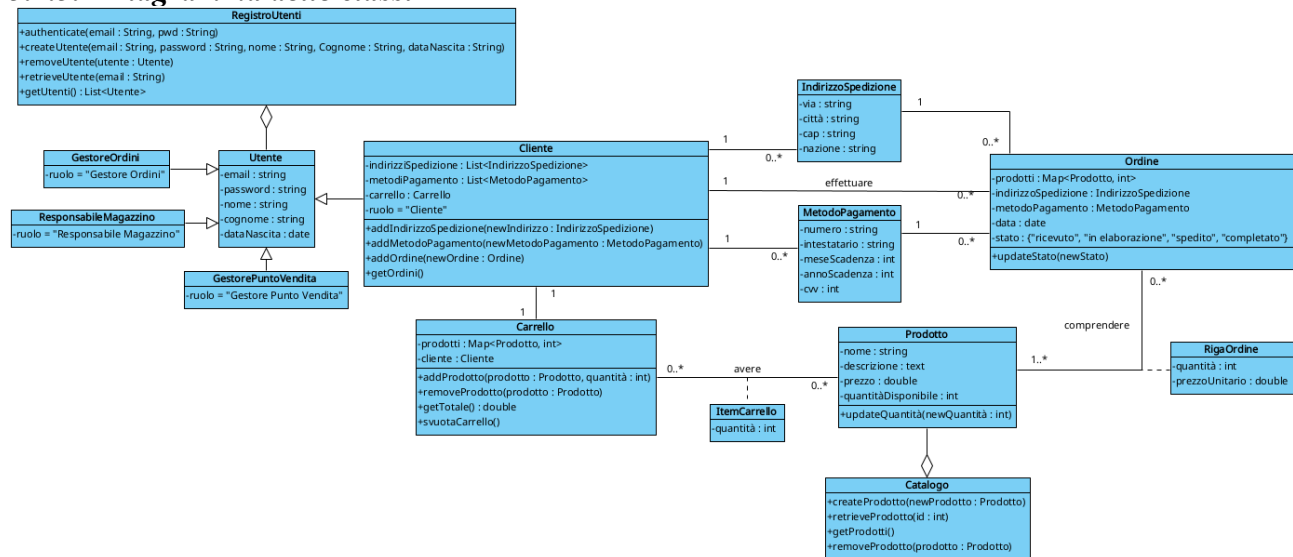 RegistroUtenti
+authenticate(email : String, pwd : String)
+createUtente(email : String, password : String, nome : String, Cognome : String, dataNascita : String)
+removeUtente(utente : Utente)
+retrieveUtente(email : String)
+getUtenti() : List<Utente>
GestoreOrdini
-ruolo = "Gestore Ordini"
ResponsabileMagazzino
-ruolo = "Responsabile Magazzino"
Utente
-email : string
-password : string
-nome : string
-cognome : string
-dataNascita : date
GestorePuntoVendita
-ruolo = "Gestore Punto Vendita"
Cliente
-indirizziSpedizione : List<IndirizzoSpedizione>
-metodiPagamento : List<MetodoPagamento>
-carrello : Carrello
-ruolo = "Cliente"
+addIndirizzoSpedizione(newIndirizzo : IndirizzoSpedizione)
+addMetodoPagamento(newMetodoPagamento : MetodoPagamento)
+addOrdine(newOrdine : Ordine)
+getOrdini()
1
0..*
1
effettuare
0..*
1
0..*
1
1
IndirizzoSpedizione
-via : string
-città : string
-cap : string
-nazione : string
1
0..*
MetodoPagamento
-numero : string
-intestatario : string
-meseScadenza : int
-annoScadenza : int
-cvv : int
1
0..*
Ordine
-prodotti : Map<Prodotto, int>
-indirizzoSpedizione : IndirizzoSpedizione
-metodoPagamento : MetodoPagamento
-data : date
-stato : {"ricevuto", "in elaborazione", "spedito", "completato"}
+updateStato(newStato)
0..*
comprendere
1..*
Carrello
-prodotti : Map<Prodotto, int>
-cliente : Cliente
+addProdotto(prodotto : Prodotto, quantità : int)
+removeProdotto(prodotto : Prodotto)
+getTotale() : double
+svuotaCarrello()
0..*
avere
0..*
ItemCarrello
-quantità : int
Prodotto
-nome : string
-descrizione : text
-prezzo : double
-quantitàDisponibile : int
+updateQuantità(newQuantità : int)
RigaOrdine
-quantità : int
-prezzoUnitario : double
Catalogo
+createProdotto(newProdotto : Prodotto)
+retrieveProdotto(id : int)
+getProdotti()
+removeProdotto(prodotto : Prodotto)